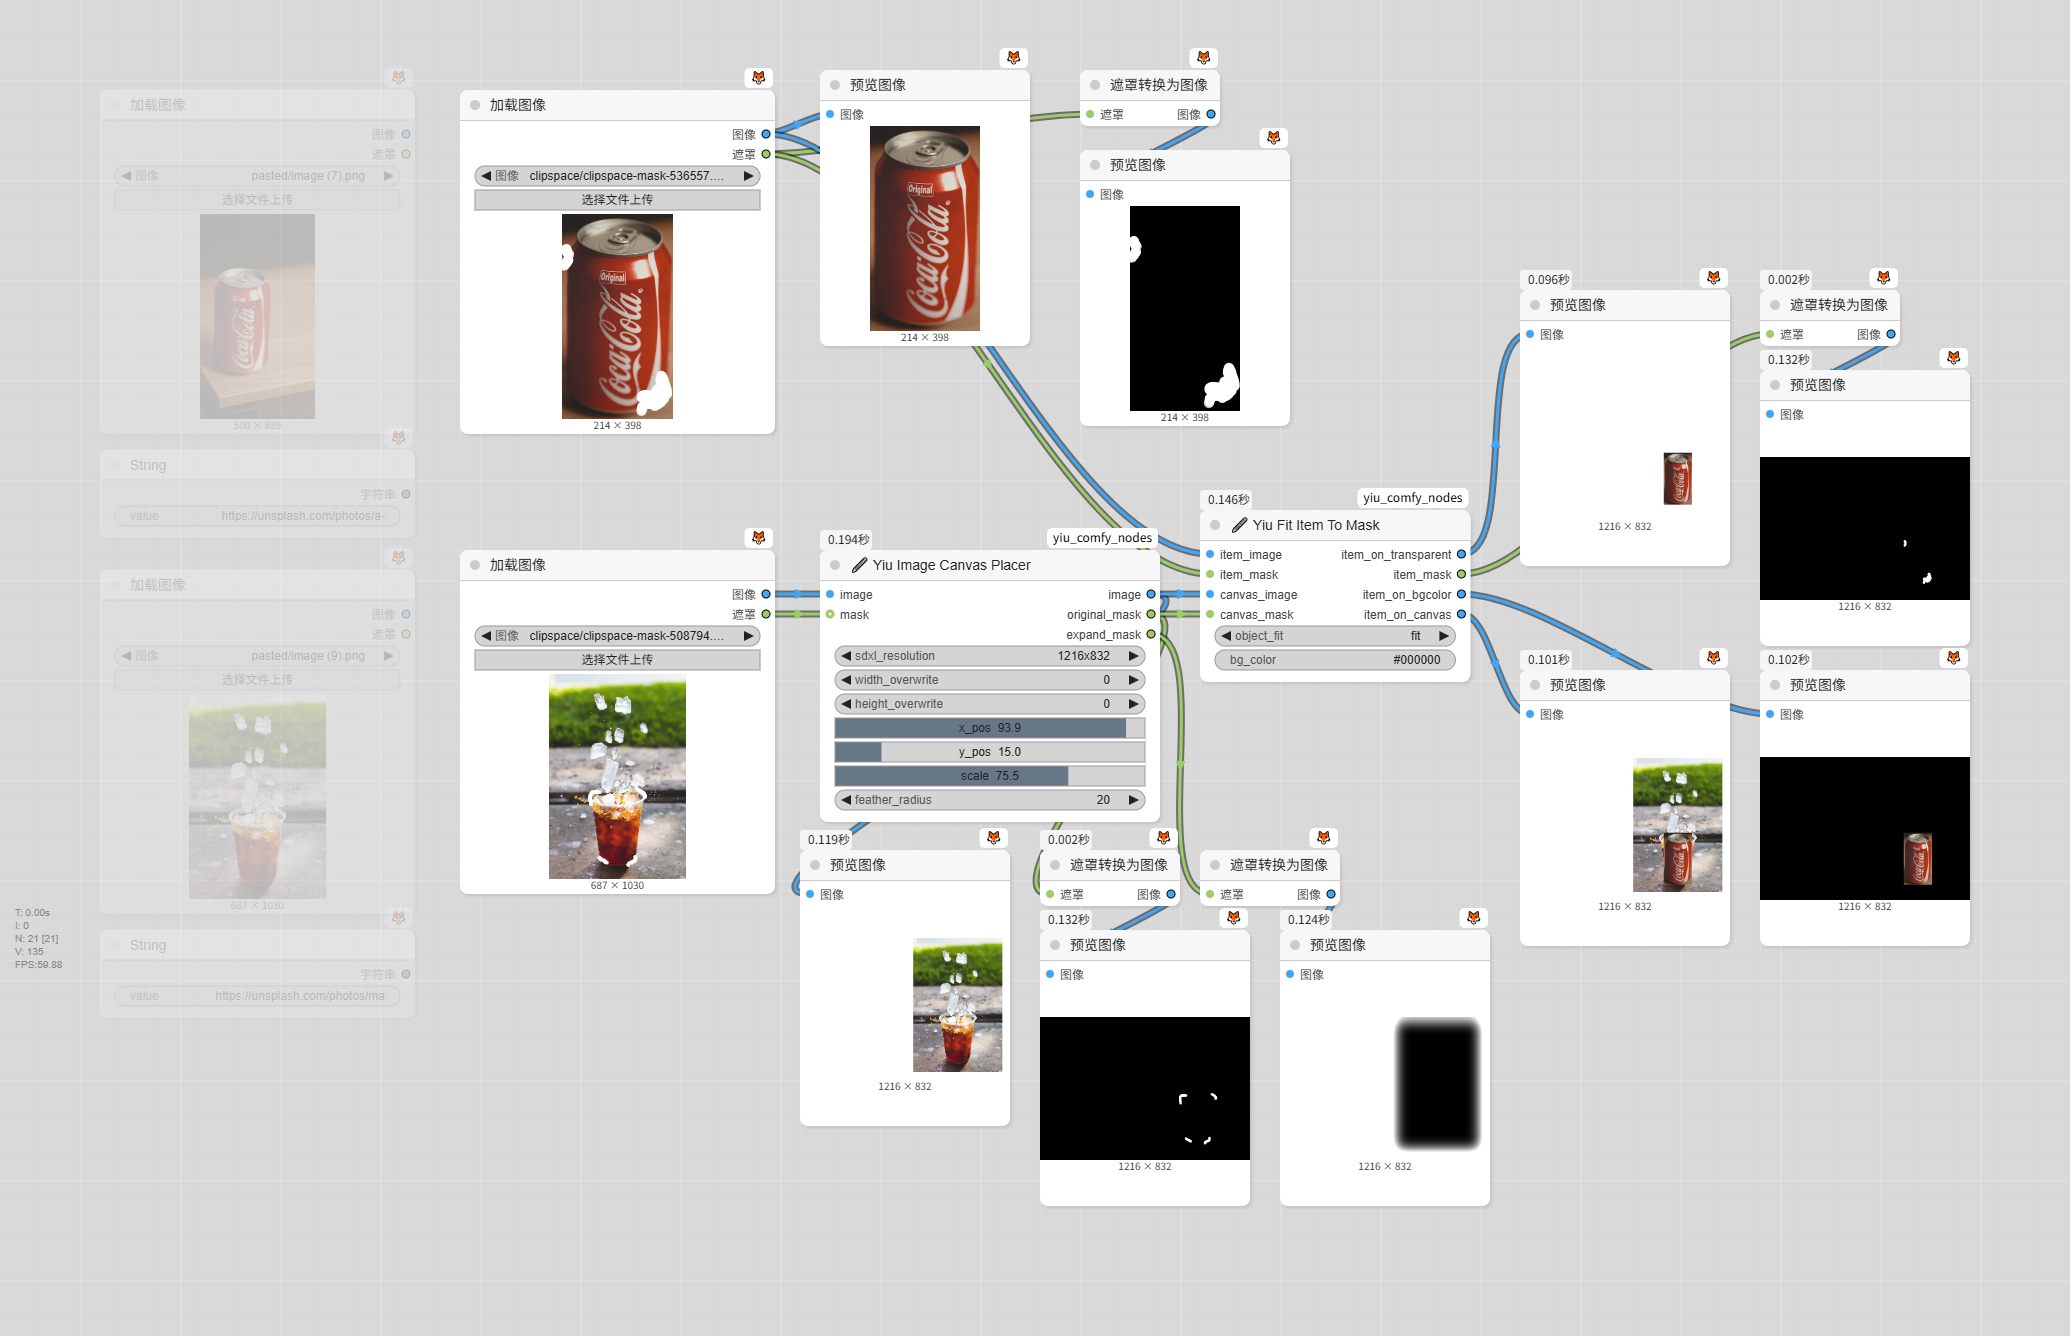 加载图像
图像
遮罩
图像 pasted/image (7).png
选择文件上传
500 × 889
String
字符串
value https://unsplash.com/photos/a-
加载图像
图像
遮罩
图像 pasted/image (9).png
选择文件上传
687 × 1030
String
字符串
value https://unsplash.com/photos/ma
T: 0.00s
I: 0
N: 21 [21]
V: 135
FPS:59.88
加载图像
图像
遮罩
图像 clipspace/clipspace-mask-536557....
选择文件上传
Original
Coca-Cola
214 × 398
预览图像
图像
Original
Coca-Cola
214 × 398
遮罩转换为图像
遮罩 图像
预览图像
图像
214 × 398
加载图像
图像
遮罩
图像 clipspace/clipspace-mask-508794....
选择文件上传
687 × 1030
0.194秒 yiu_comfy_nodes
Yiu Image Canvas Placer
image image
mask original_mask
expand_mask
sdxl_resolution 1216x832
width_overwrite 0
height_overwrite 0
x_pos 93.9
y_pos 15.0
scale 75.5
feather_radius 20
0.146秒 yiu_comfy_nodes
Yiu Fit Item To Mask
item_image item_on_transparent
item_mask item_mask
canvas_image item_on_bgcolor
canvas_mask item_on_canvas
object_fit fit
bg_color #000000
0.119秒
预览图像
图像
1216 × 832
0.002秒
遮罩转换为图像
遮罩 图像
0.132秒
预览图像
图像
1216 × 832
遮罩转换为图像
遮罩 图像
0.124秒
预览图像
图像
1216 × 832
0.096秒
预览图像
图像
1216 × 832
0.002秒
遮罩转换为图像
遮罩 图像
0.132秒
预览图像
图像
1216 × 832
0.101秒
预览图像
图像
1216 × 832
0.102秒
预览图像
图像
1216 × 832